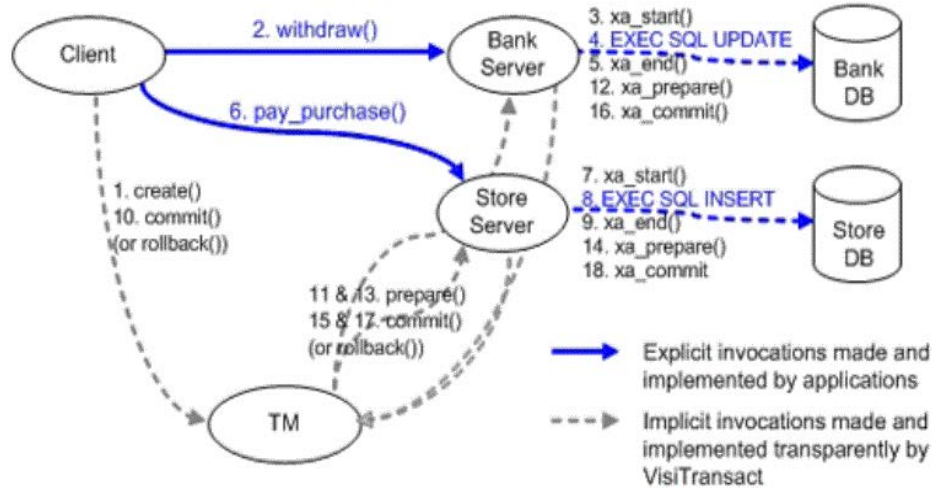 Client
2. withdraw()
Bank
Server
3. xa_start()
4. EXEC SQL UPDATE
5. xa_end()
12. xa_prepare()
16. xa_commit()
Bank
DB
6. pay_purchase()
1. create()
10. commit()
(or rollback())
Store
Server
7. xa_start()
8. EXEC SQL INSERT
9. xa_end()
14. xa_prepare()
18. xa_commit
Store
DB
11 & 13. prepare()
15 & 17. commit()
(or rollback())
TM
Explicit invocations made and
implemented by applications
Implicit invocations made and
implemented transparently by
VisiTransact